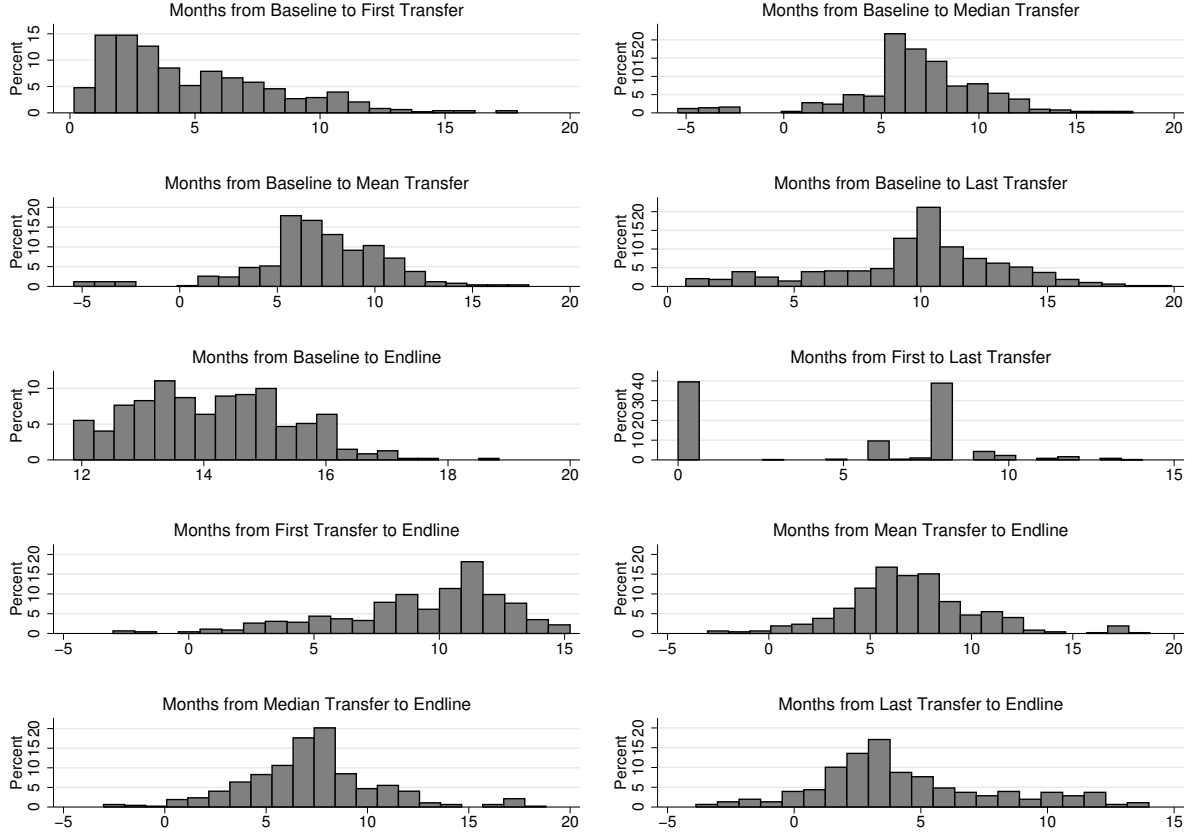 Months from Baseline to First Transfer
Percent
0 5 10 15
0 5 10 15 20
Months from Baseline to Median Transfer
Percent
0 5 10 15 20
−5 0 5 10 15 20
Months from Baseline to Mean Transfer
Percent
0 5 10 15 20
−5 0 5 10 15 20
Months from Baseline to Last Transfer
Percent
0 5 10 15 20
0 5 10 15 20
Months from Baseline to Endline
Percent
0 5 10
12 14 16 18 20
Months from First to Last Transfer
Percent
0 10 20 30 40
0 5 10 15
Months from First Transfer to Endline
Percent
0 5 10 15 20
−5 0 5 10 15
Months from Mean Transfer to Endline
Percent
0 5 10 15 20
−5 0 5 10 15 20
Months from Median Transfer to Endline
Percent
0 5 10 15 20
−5 0 5 10 15 20
Months from Last Transfer to Endline
Percent
0 5 10 15 20
−5 0 5 10 15